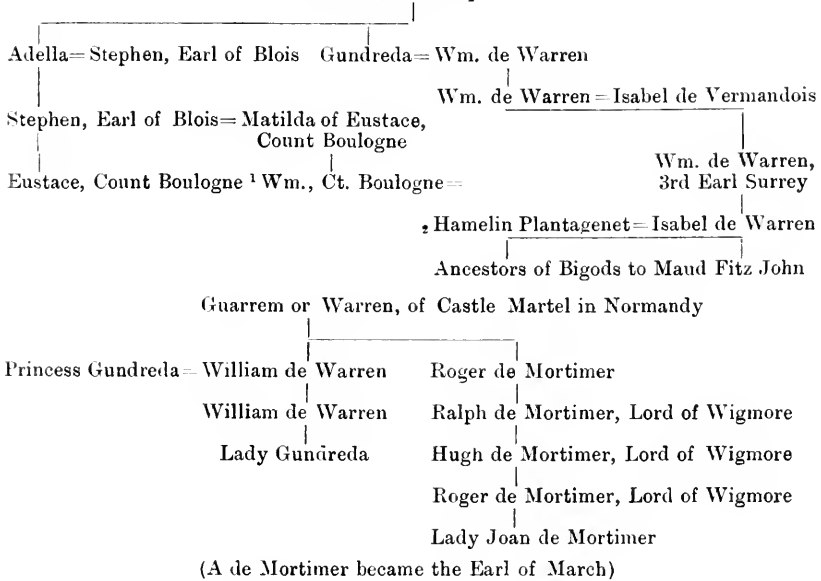 Adella=Stephen, Earl of Blois Gundreda=Wm. de Warren
Wm. de Warren=Isabel de Vermandois
Stephen, Earl of Blois=Matilda of Eustace,
Count Boulogne
Wm. de Warren,
3rd Earl Surrey
Eustace, Count Boulogne ¹ Wm., Ct. Boulogne=
₂ Hamelin Plantagenet=Isabel de Warren
Ancestors of Bigods to Maud Fitz John
Guarrem or Warren, of Castle Martel in Normandy
Princess Gundreda=William de Warren Roger de Mortimer
William de Warren Ralph de Mortimer, Lord of Wigmore
Lady Gundreda Hugh de Mortimer, Lord of Wigmore
Roger de Mortimer, Lord of Wigmore
Lady Joan de Mortimer
(A de Mortimer became the Earl of March)